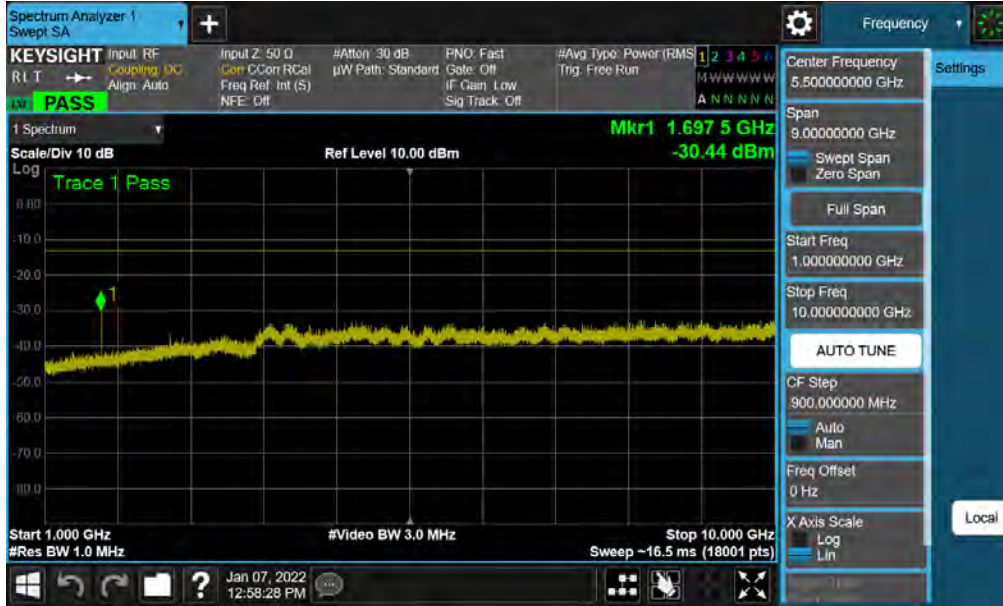 Spectrum Analyzer 1
Swept SA
+
Frequency
KEYSIGHT
RLT
PASS
Input: RF
Coupling: DC
Align: Auto
Input Z: 50 Ω
Corr CCorr RCal
Freq Ref: Int (S)
NFE: Off
#Atten: 30 dB
µW Path: Standard
PNO: Fast
Gate: Off
IF Gain: Low
Sig Track: Off
#Avg Type: Power (RMS
Trig: Free Run
1 2 3 4 5 6
M W W W W W
A N N N N N
1 Spectrum
Scale/Div 10 dB
Ref Level 10.00 dBm
Mkr1 1.697 5 GHz
-30.44 dBm
Log
Trace 1 Pass
0.00
-10.0
-20.0
1
-30.0
-40.0
-50.0
-60.0
-70.0
-80.0
Start 1.000 GHz
#Res BW 1.0 MHz
#Video BW 3.0 MHz
Stop 10.000 GHz
Sweep ~16.5 ms (18001 pts)
Center Frequency
5.500000000 GHz
Span
9.00000000 GHz
Swept Span
Zero Span
Full Span
Start Freq
1.000000000 GHz
Stop Freq
10.000000000 GHz
AUTO TUNE
CF Step
900.000000 MHz
Auto
Man
Freq Offset
0 Hz
X Axis Scale
Log
Lin
Settings
Local
?
Jan 07, 2022
12:58:28 PM